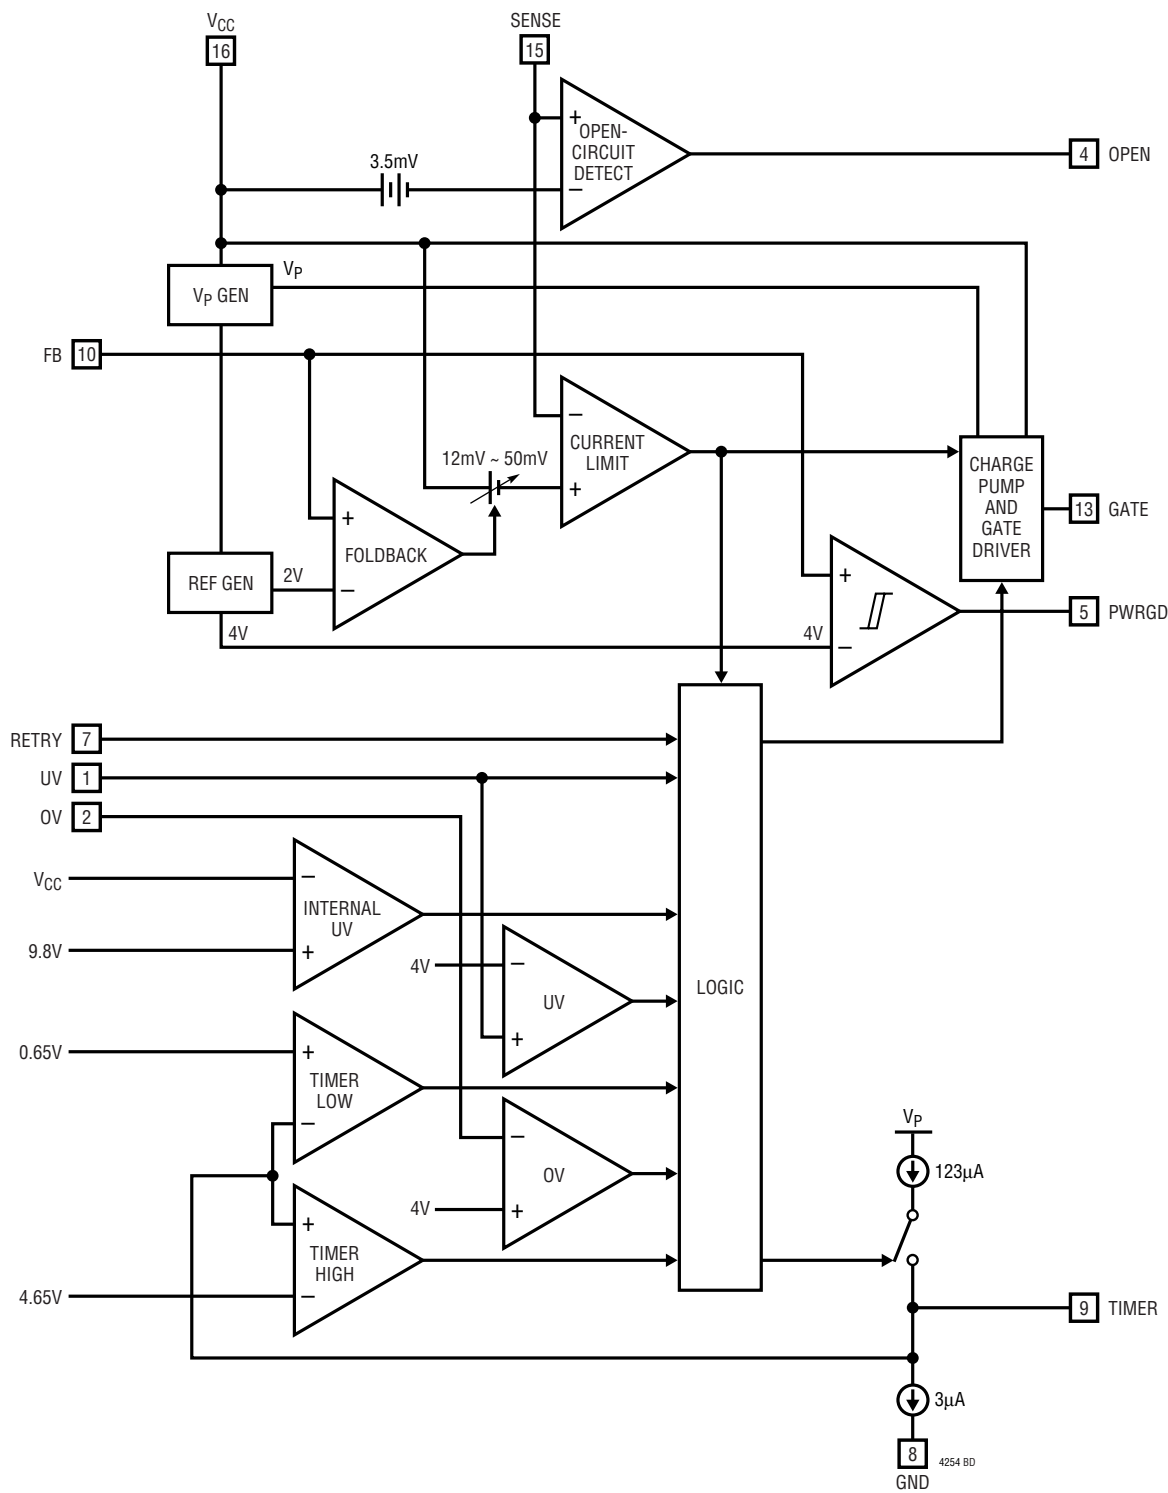 VCC
16
SENSE
15
+
OPEN-
CIRCUIT
DETECT
−
4
OPEN
3.5mV
VP
VP GEN
FB
10
−
CURRENT
LIMIT
+
12mV ~ 50mV
CHARGE
PUMP
AND
GATE
DRIVER
13
GATE
+
FOLDBACK
−
REF GEN
2V
4V
4V
+
−
5
PWRGD
RETRY
7
UV
1
OV
2
VCC
−
INTERNAL
UV
+
9.8V
4V
−
UV
+
LOGIC
0.65V
+
TIMER
LOW
−
−
OV
+
4V
+
TIMER
HIGH
−
4.65V
VP
123µA
9
TIMER
3µA
8
GND
4254 BD